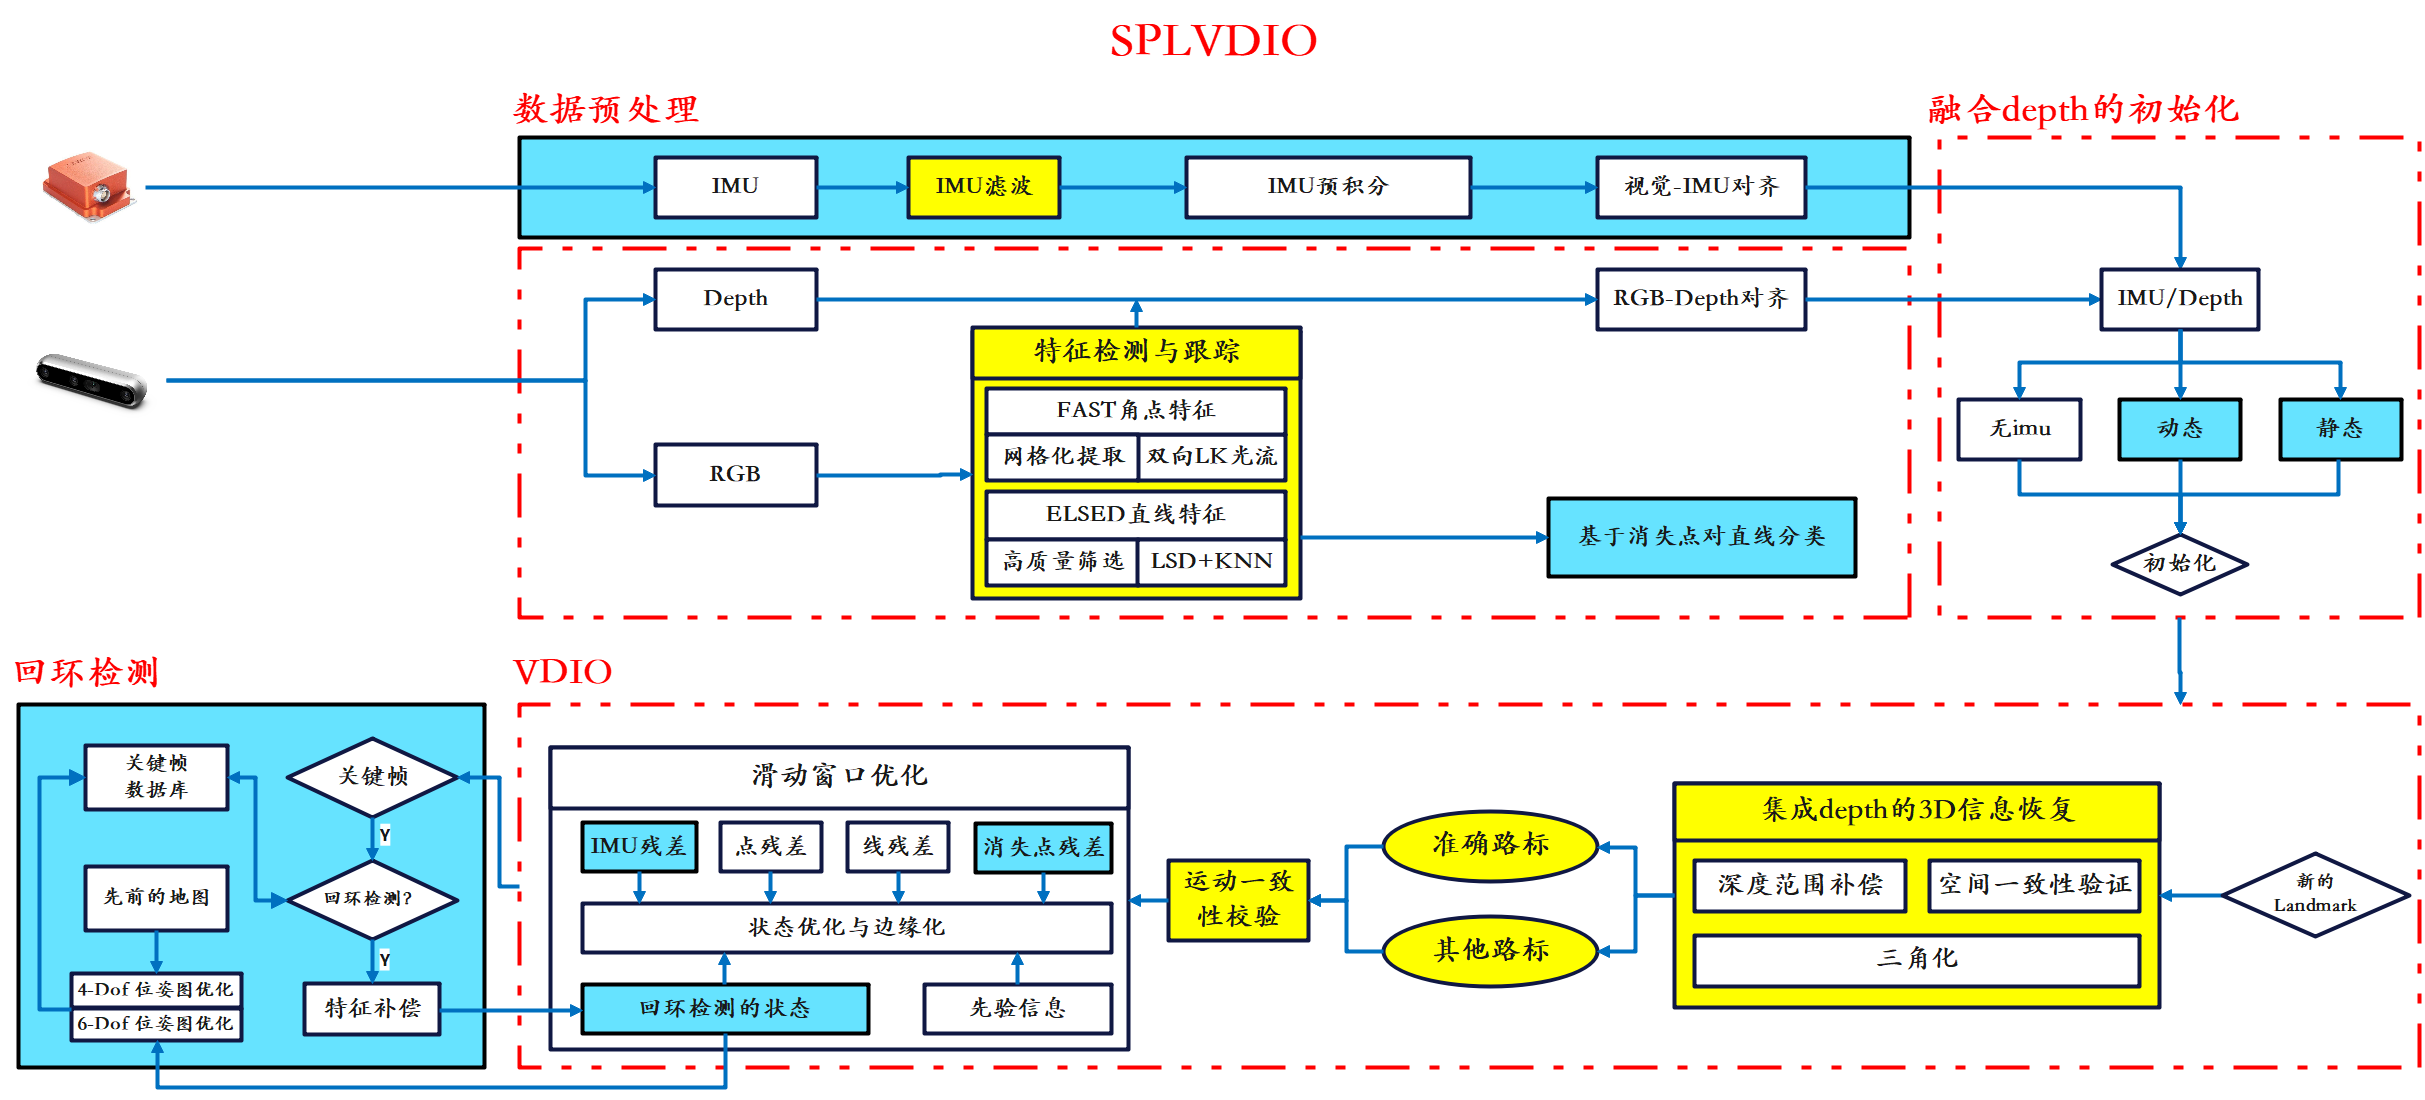 SPLVDIO
数据预处理
融合depth的初始化
IMU
IMU滤波
IMU预积分
视觉-IMU对齐
Depth
RGB-Depth对齐
IMU/Depth
特征检测与跟踪
FAST角点特征
网格化提取
双向LK光流
RGB
ELSED直线特征
高质量筛选
LSD+KNN
基于消失点对直线分类
无imu
动态
静态
初始化
回环检测
关键帧
数据库
关键帧
Y
先前的地图
回环检测?
Y
4-Dof 位姿图优化
6-Dof 位姿图优化
特征补偿
VDIO
滑动窗口优化
IMU残差
点残差
线残差
消失点残差
状态优化与边缘化
回环检测的状态
先验信息
运动一致
性校验
准确路标
其他路标
集成depth的3D信息恢复
深度范围补偿
空间一致性验证
三角化
新的
Landmark